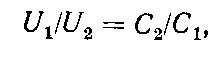 U₁/U₂ = C₂/C₁,